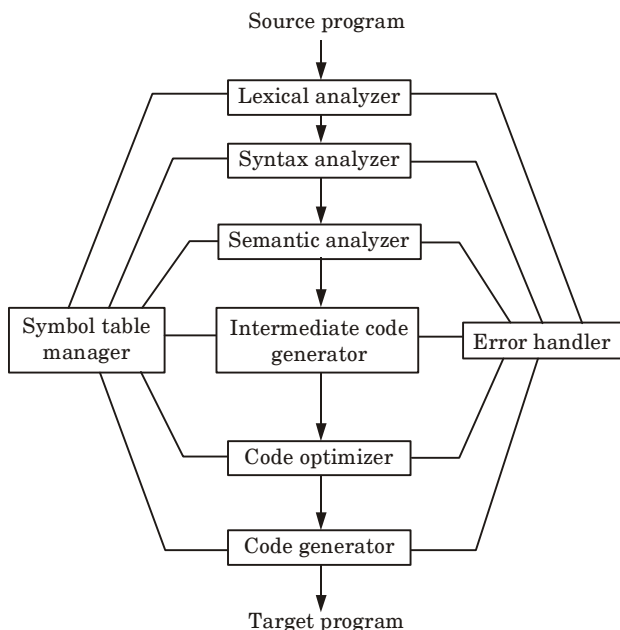 Source program
Lexical analyzer
Syntax analyzer
Semantic analyzer
Symbol table
manager
Intermediate code
generator
Error handler
Code optimizer
Code generator
Target program